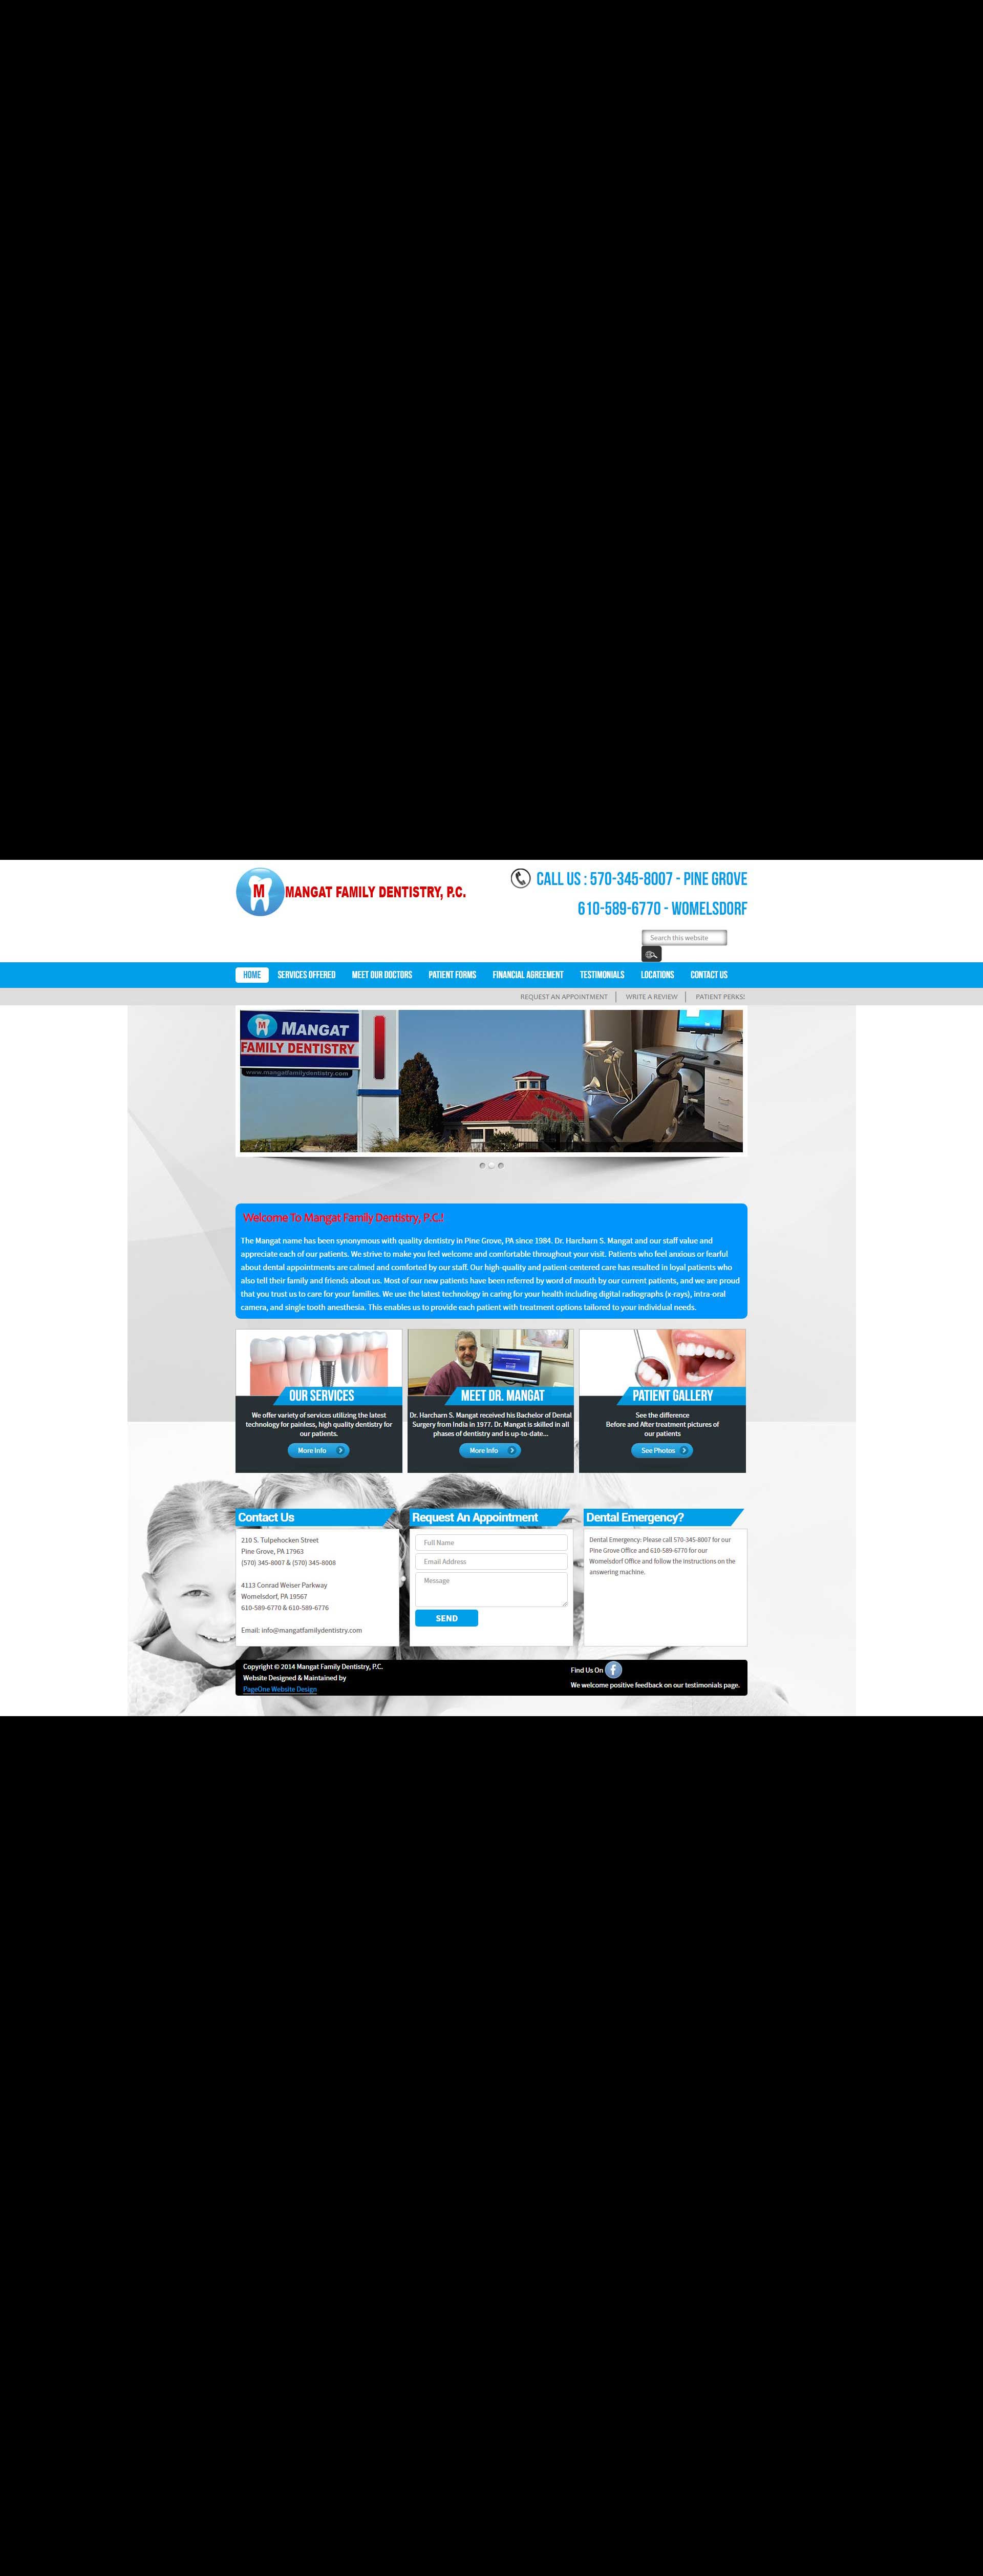 M
MANGAT FAMILY DENTISTRY, P.C.
CALL US : 570-345-8007 - PINE GROVE
610-589-6770 - WOMELSDORF
Search this website
HOME SERVICES OFFERED MEET OUR DOCTORS PATIENT FORMS FINANCIAL AGREEMENT TESTIMONIALS LOCATIONS CONTACT US
REQUEST AN APPOINTMENT WRITE A REVIEW PATIENT PERKS!
M MANGAT
FAMILY DENTISTRY
www.mangatfamilydentistry.com
Welcome To Mangat Family Dentistry, P.C.!
The Mangat name has been synonymous with quality dentistry in Pine Grove, PA since 1984. Dr. Harcharn S. Mangat and our staff value and
appreciate each of our patients. We strive to make you feel welcome and comfortable throughout your visit. Patients who feel anxious or fearful
about dental appointments are calmed and comforted by our staff. Our high-quality and patient-centered care has resulted in loyal patients who
also tell their family and friends about us. Most of our new patients have been referred by word of mouth by our current patients, and we are proud
that you trust us to care for your families. We use the latest technology in caring for your health including digital radiographs (x-rays), intra-oral
camera, and single tooth anesthesia. This enables us to provide each patient with treatment options tailored to your individual needs.
OUR SERVICES
We offer variety of services utilizing the latest
technology for painless, high quality dentistry for
our patients.
More Info
MEET DR. MANGAT
Dr. Harcharn S. Mangat received his Bachelor of Dental
Surgery from India in 1977. Dr. Mangat is skilled in all
phases of dentistry and is up-to-date...
More Info
PATIENT GALLERY
See the difference
Before and After treatment pictures of
our patients
See Photos
Contact Us
210 S. Tulpehocken Street
Pine Grove, PA 17963
(570) 345-8007 & (570) 345-8008
4113 Conrad Weiser Parkway
Womelsdorf, PA 19567
610-589-6770 & 610-589-6776
Email: info@mangatfamilydentistry.com
Request An Appointment
Full Name
Email Address
Message
SEND
Dental Emergency?
Dental Emergency: Please call 570-345-8007 for our
Pine Grove Office and 610-589-6770 for our
Womelsdorf Office and follow the instructions on the
answering machine.
Copyright © 2014 Mangat Family Dentistry, P.C.
Website Designed & Maintained by
PageOne Website Design
Find Us On f
We welcome positive feedback on our testimonials page.